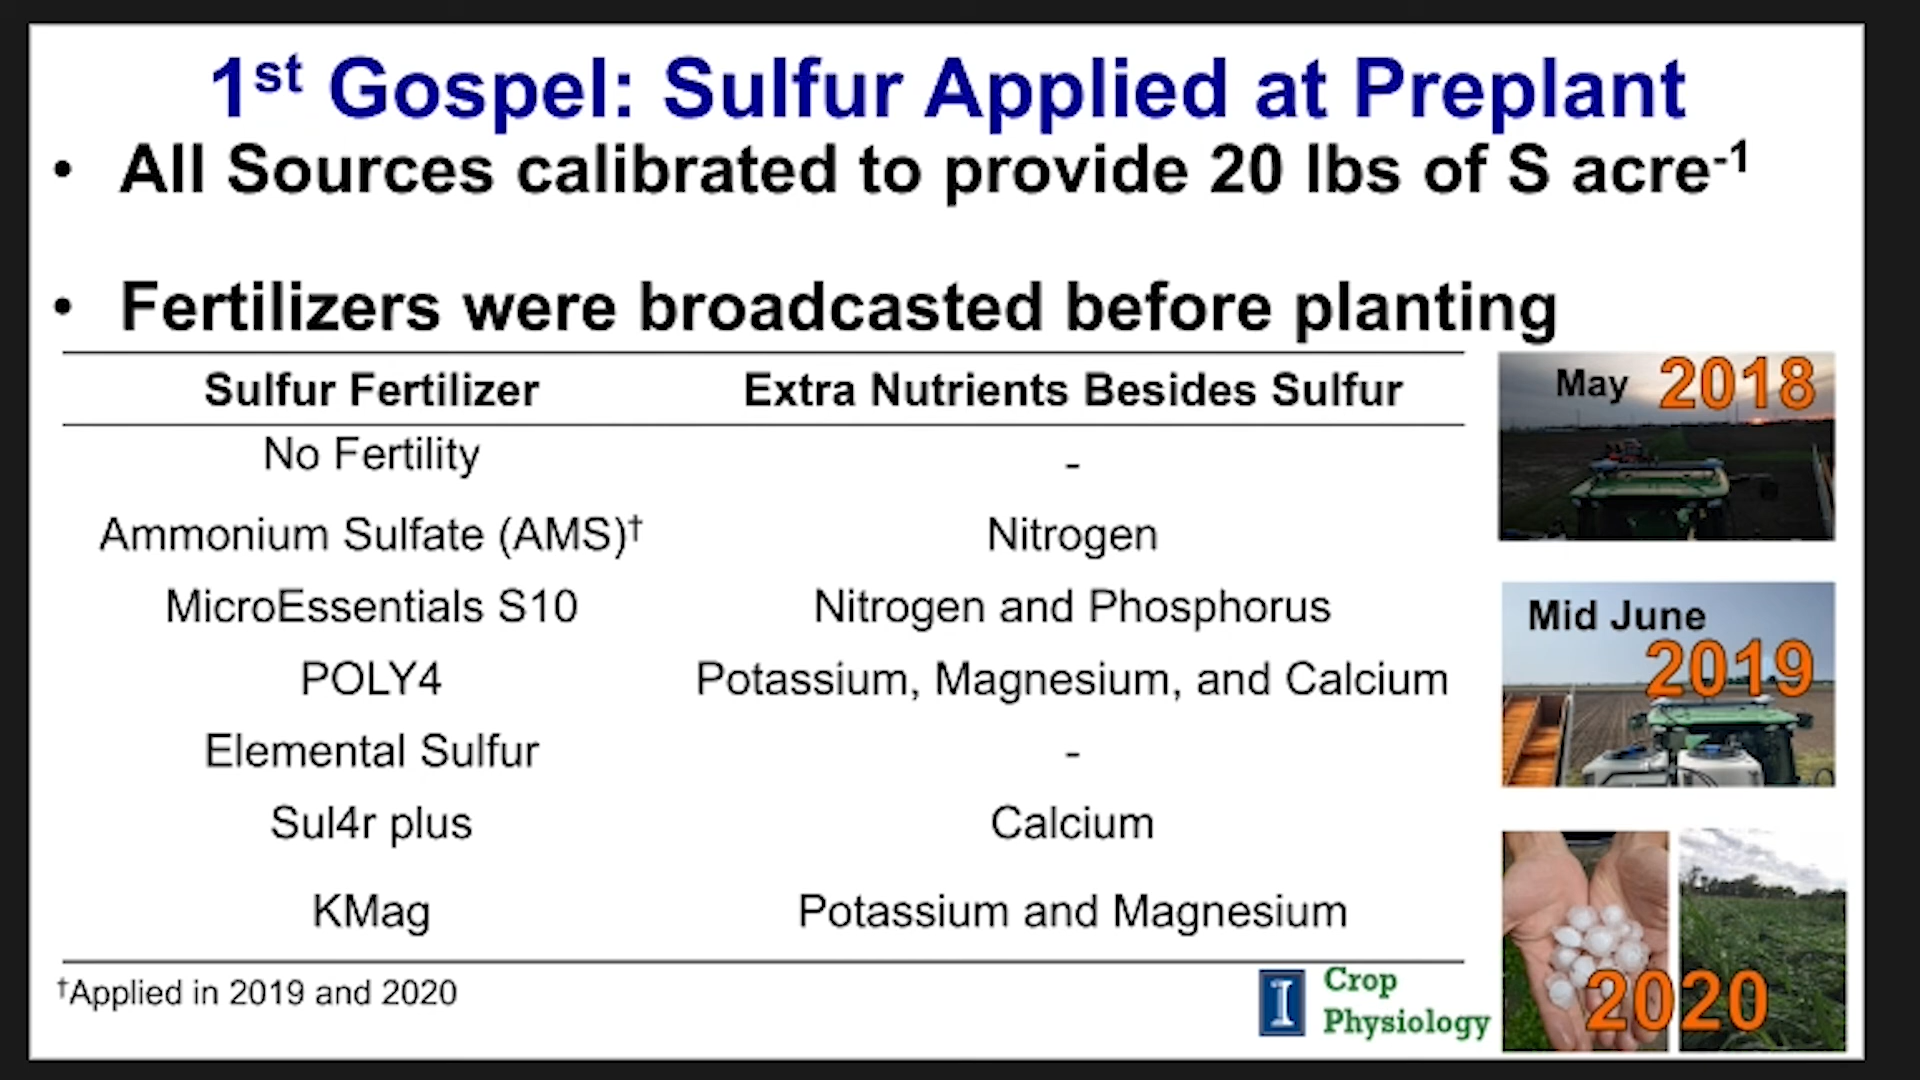 1st Gospel: Sulfur Applied at Preplant
• All Sources calibrated to provide 20 lbs of S acre-1
• Fertilizers were broadcasted before planting
Sulfur Fertilizer Extra Nutrients Besides Sulfur
No Fertility -
Ammonium Sulfate (AMS)† Nitrogen
MicroEssentials S10 Nitrogen and Phosphorus
POLY4 Potassium, Magnesium, and Calcium
Elemental Sulfur -
Sul4r plus Calcium
KMag Potassium and Magnesium
†Applied in 2019 and 2020
I Crop
Physiology
May 2018
Mid June
2019
2020